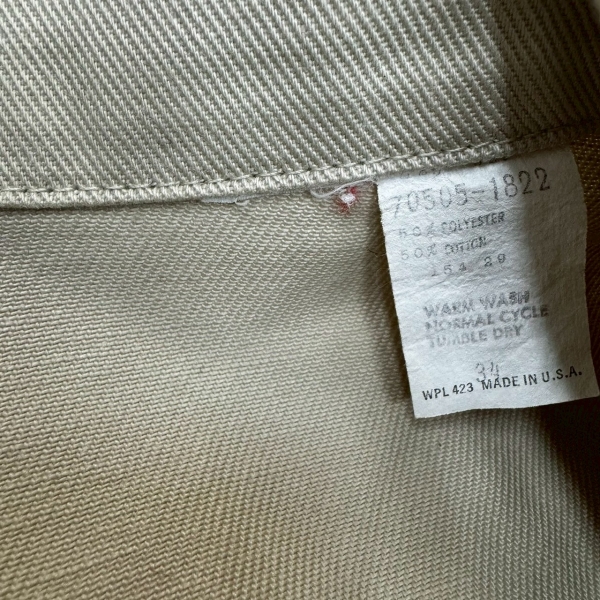 70505-1822
50% POLYESTER
50% COTTON
WARM WASH
NORMAL CYCLE
TUMBLE DRY
34
WPL 423 MADE IN U.S.A.